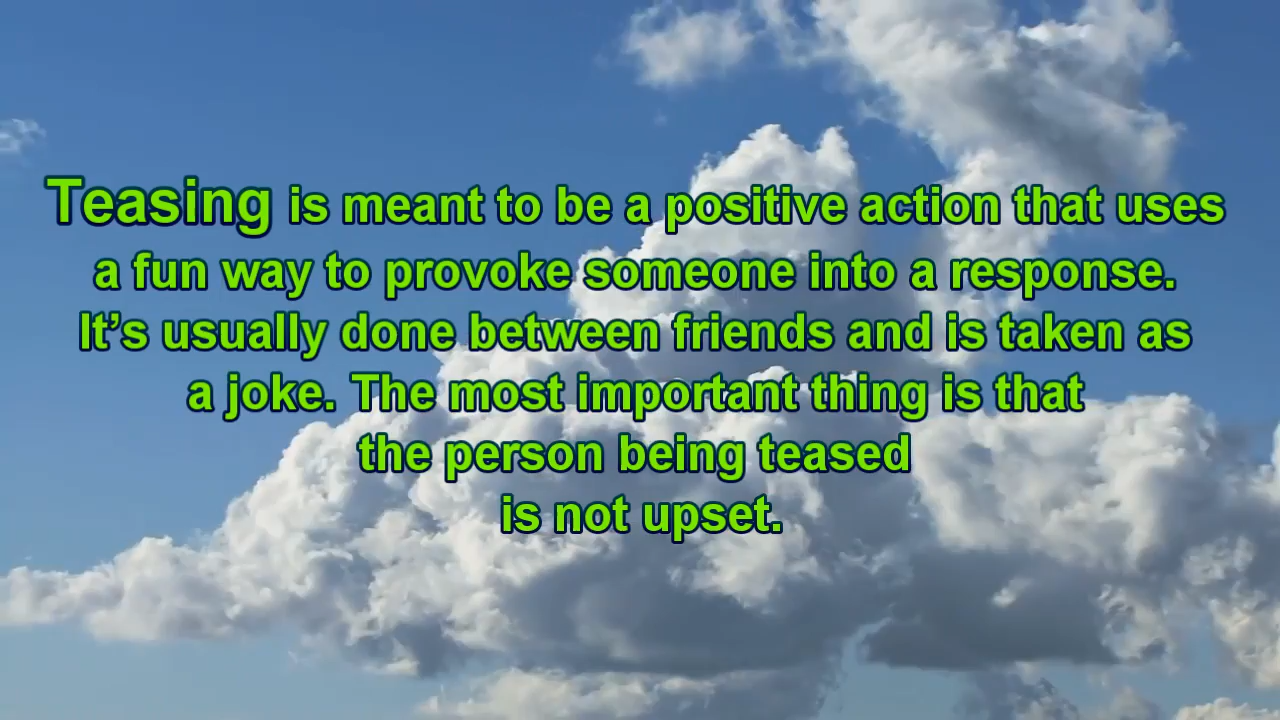 Teasing is meant to be a positive action that uses
a fun way to provoke someone into a response.
It’s usually done between friends and is taken as
a joke. The most important thing is that
the person being teased
is not upset.